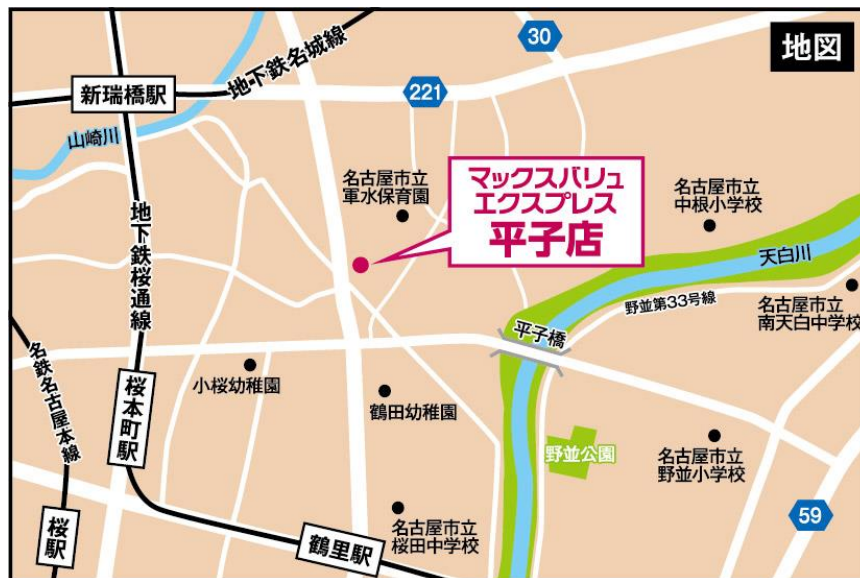 地図
30
221
地下鉄名城線
新瑞橋駅
山崎川
地下鉄桜通線
名古屋市立
軍水保育園
マックスバリュ
エクスプレス
平子店
名古屋市立
中根小学校
天白川
野並第33号線
名古屋市立
南天白中学校
平子橋
名鉄名古屋本線
桜本町駅
小桜幼稚園
鶴田幼稚園
野並公園
名古屋市立
野並小学校
桜駅
鶴里駅
名古屋市立
桜田中学校
59